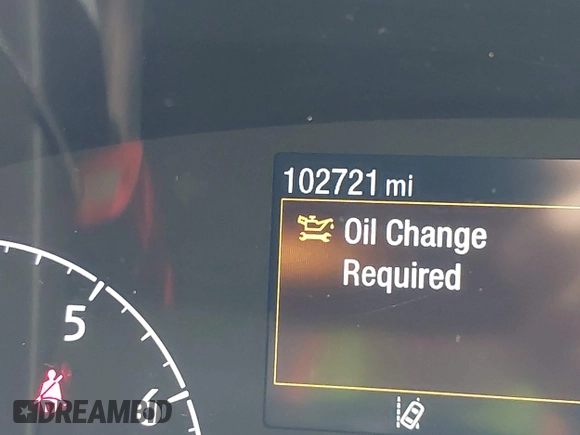 102721 mi
Oil Change
Required
5
6
DREAMBID